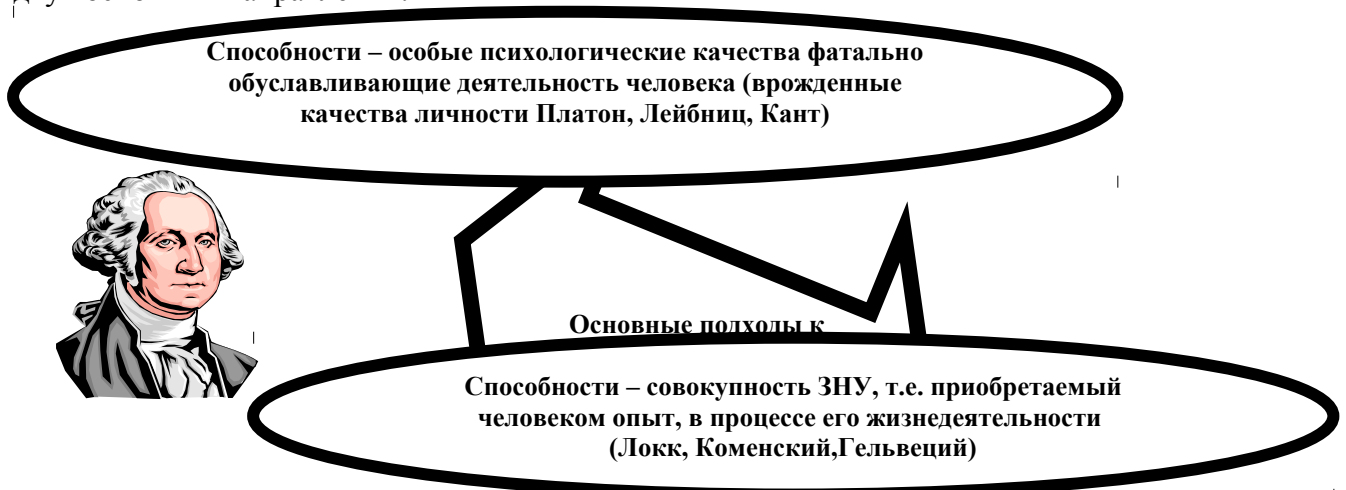 Способности – особые психологические качества фатально
обуславливающие деятельность человека (врожденные
качества личности Платон, Лейбниц, Кант)
Основные подходы к
Способности – совокупность ЗНУ, т.е. приобретаемый
человеком опыт, в процессе его жизнедеятельности
(Локк, Коменский,Гельвеций)